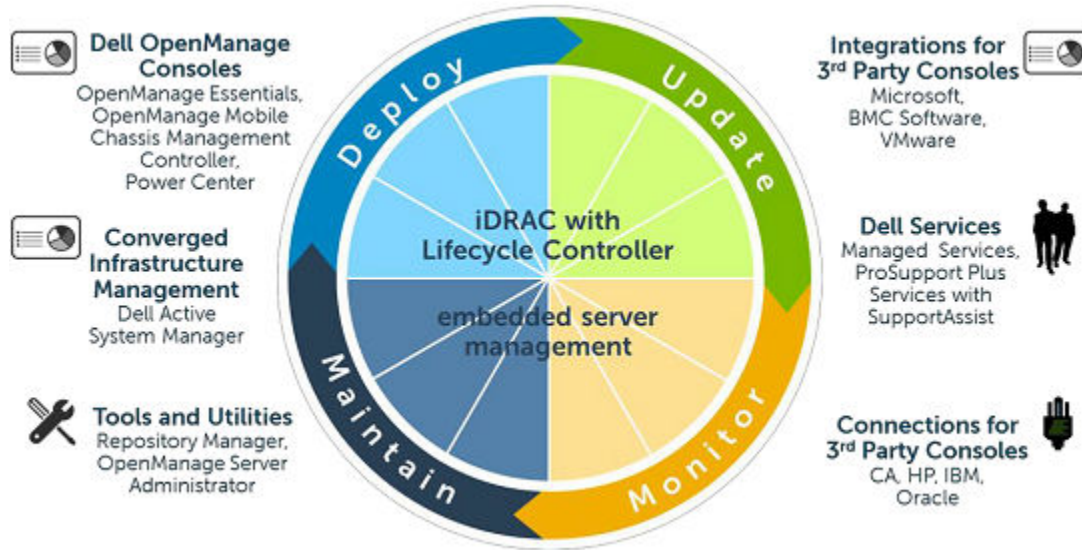 Dell OpenManage
Consoles
OpenManage Essentials,
OpenManage Mobile
Chassis Management
Controller,
Power Center
Converged
Infrastructure
Management
Dell Active
System Manager
Tools and Utilities
Repository Manager,
OpenManage Server
Administrator
Deploy
Update
Maintain
Monitor
iDRAC with
Lifecycle Controller
embedded server
management
Integrations for
3rd Party Consoles
Microsoft,
BMC Software,
VMware
Dell Services
Managed Services,
ProSupport Plus
Services with
SupportAssist
Connections for
3rd Party Consoles
CA, HP, IBM,
Oracle